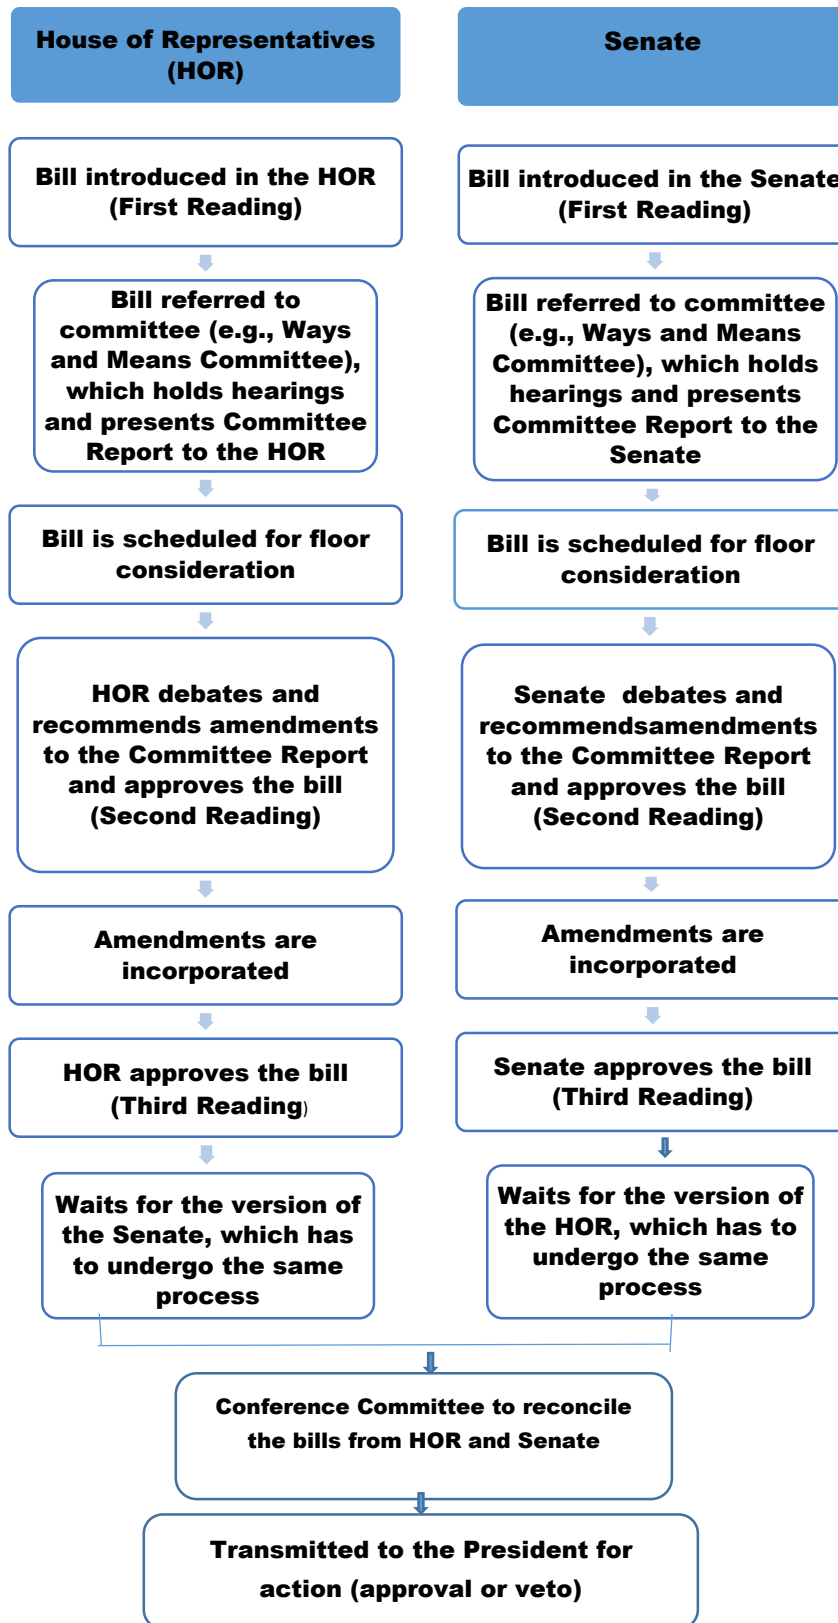 House of Representatives
(HOR)
Bill introduced in the HOR
(First Reading)
Bill referred to
committee (e.g., Ways
and Means Committee),
which holds hearings
and presents Committee
Report to the HOR
Bill is scheduled for floor
consideration
HOR debates and
recommends amendments
to the Committee Report
and approves the bill
(Second Reading)
Amendments are
incorporated
HOR approves the bill
(Third Reading)
Waits for the version of
the Senate, which has
to undergo the same
process
Senate
Bill introduced in the Senate
(First Reading)
Bill referred to committee
(e.g., Ways and Means
Committee), which holds
hearings and presents
Committee Report to the
Senate
Bill is scheduled for floor
consideration
Senate debates and
recommendsamendments
to the Committee Report
and approves the bill
(Second Reading)
Amendments are
incorporated
Senate approves the bill
(Third Reading)
Waits for the version of
the HOR, which has to
undergo the same
process
Conference Committee to reconcile
the bills from HOR and Senate
Transmitted to the President for
action (approval or veto)